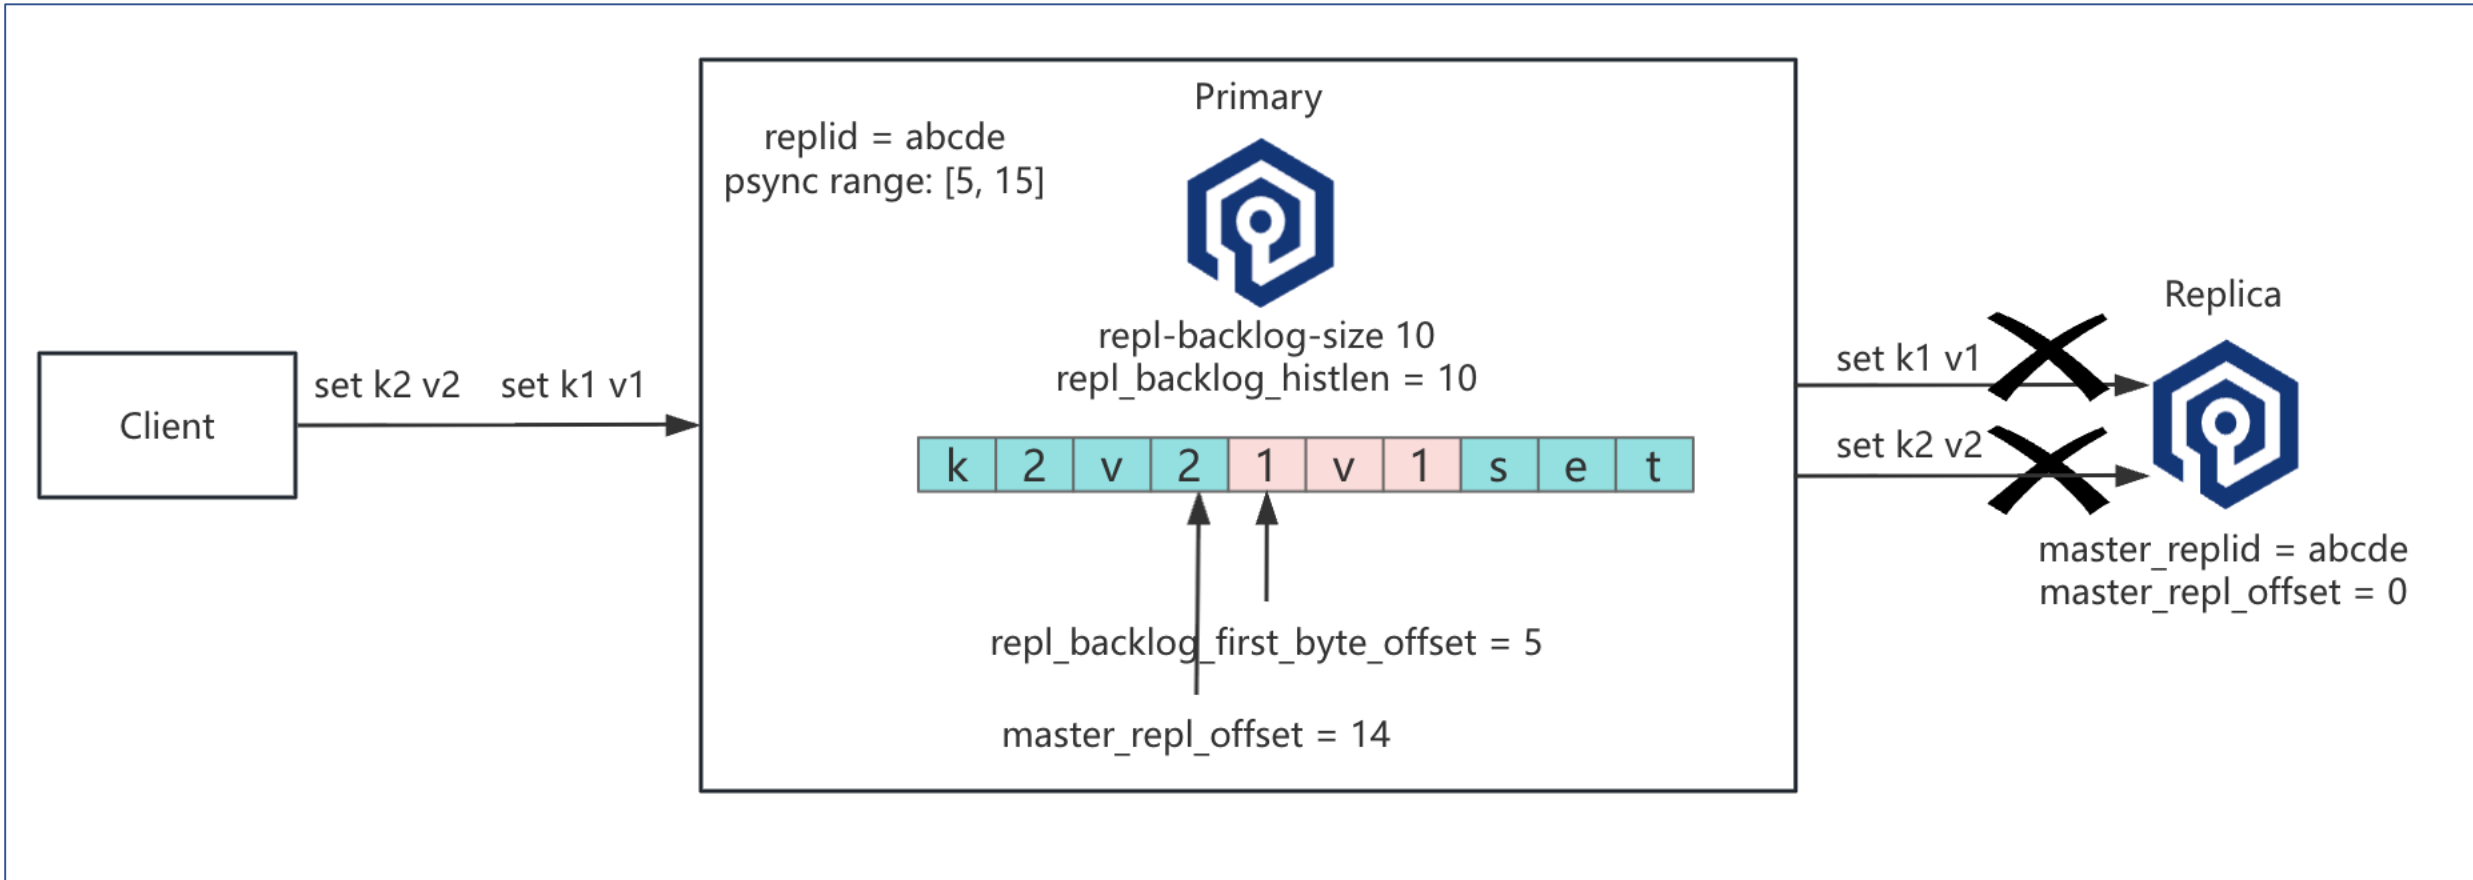 Primary
replid = abcde
psync range: [5, 15]
repl-backlog-size 10
repl_backlog_histlen = 10
Client
set k2 v2 set k1 v1
k 2 v 2 1 v 1 s e t
repl_backlog_first_byte_offset = 5
master_repl_offset = 14
set k1 v1
set k2 v2
Replica
master_replid = abcde
master_repl_offset = 0